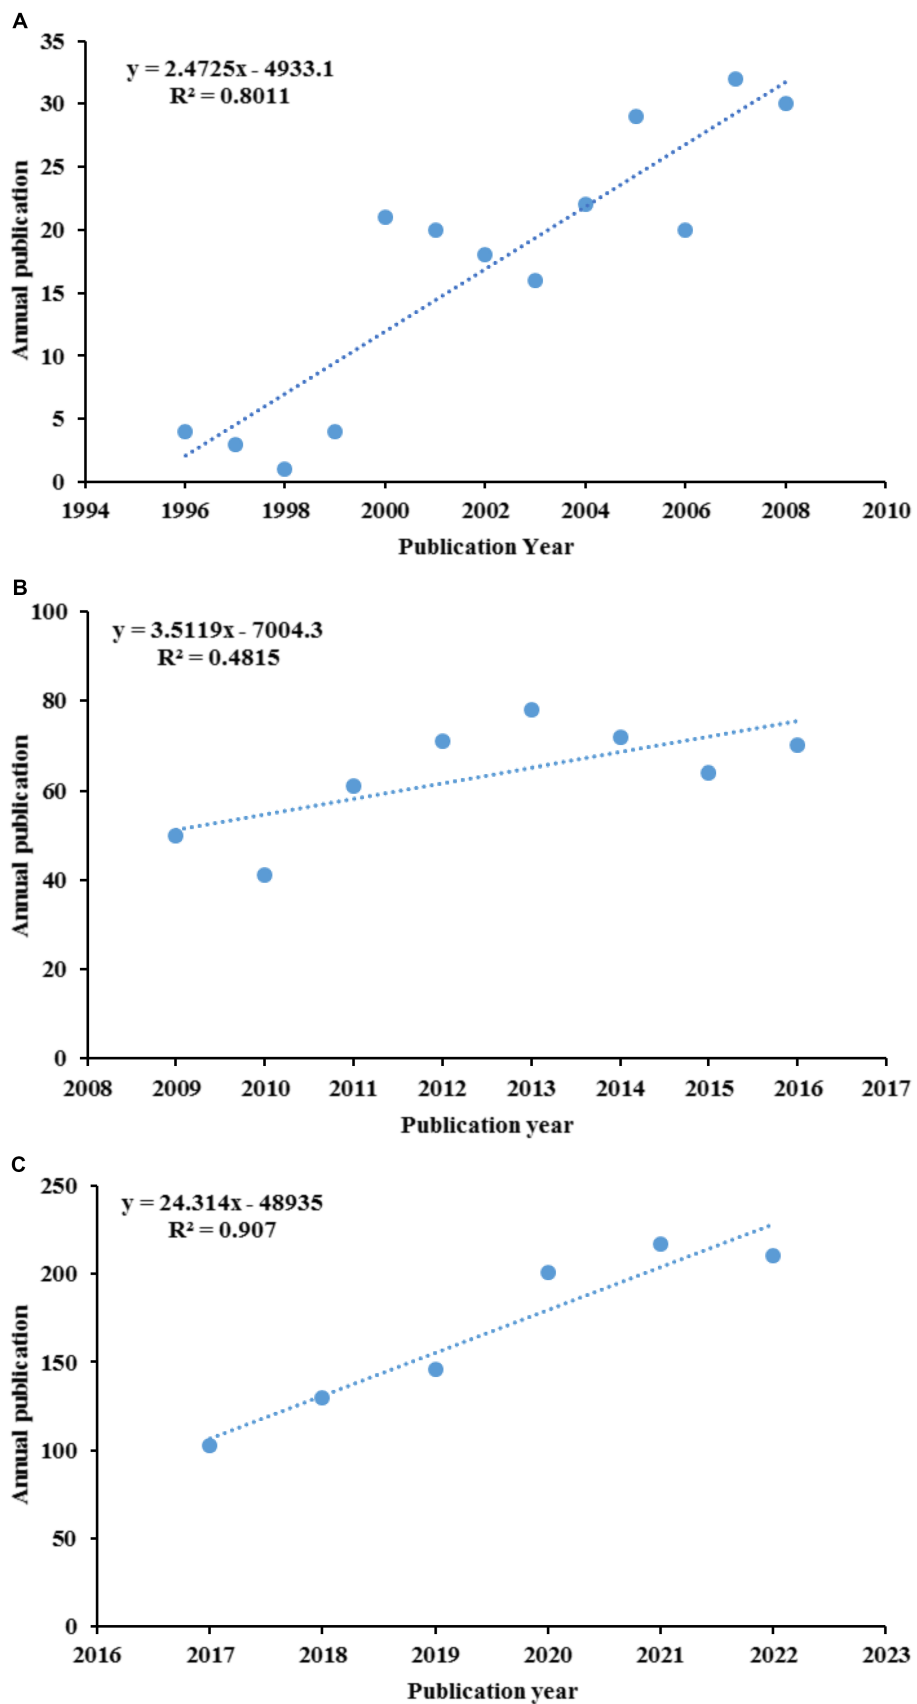 A
y = 2.4725x - 4933.1
R² = 0.8011
35
30
25
20
15
10
5
0
Annual publication
1994 1996 1998 2000 2002 2004 2006 2008 2010
Publication Year
B
y = 3.5119x - 7004.3
R² = 0.4815
100
80
60
40
20
0
Annual publication
2008 2009 2010 2011 2012 2013 2014 2015 2016 2017
Publication year
C
y = 24.314x - 48935
R² = 0.907
250
200
150
100
50
0
Annual publication
2016 2017 2018 2019 2020 2021 2022 2023
Publication year